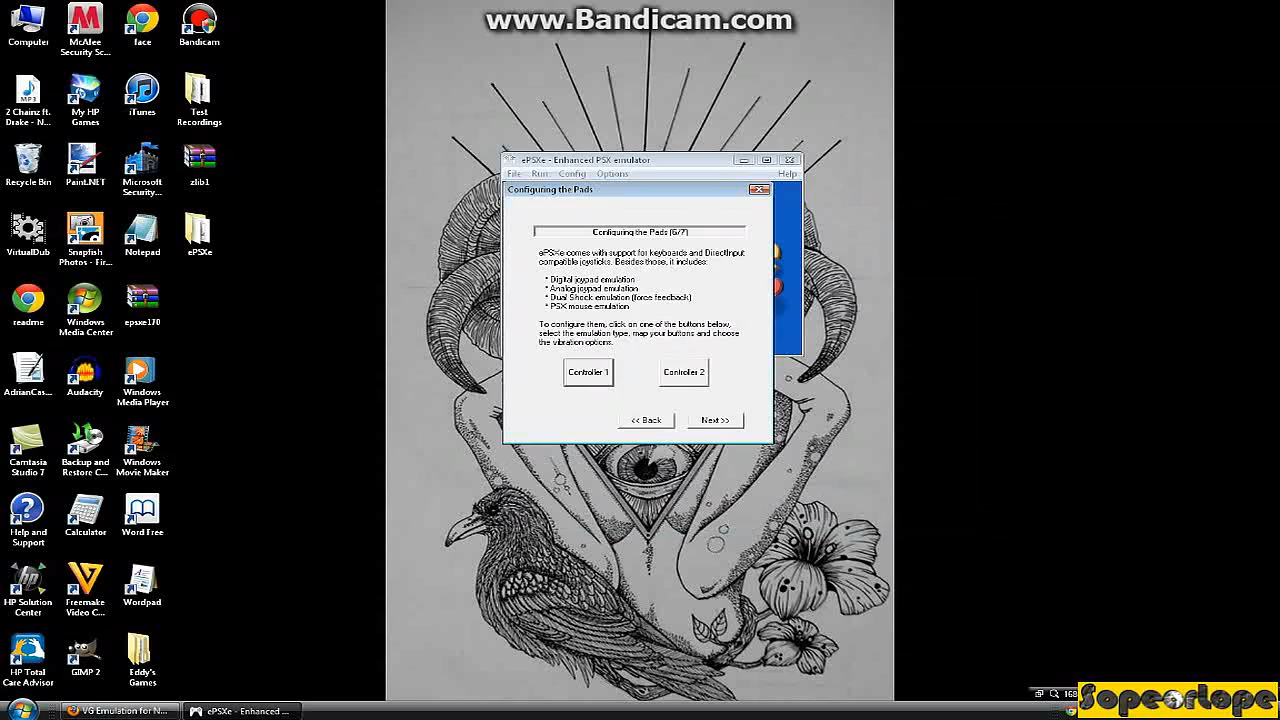 www.Bandicam.com
Computer
McAfee
Security Sc...
face
Bandicam
2 Chainz ft.
Drake - N...
My HP
Games
iTunes
Test
Recordings
Recycle Bin
Paint.NET
Microsoft
Security...
zlib1
VirtualDub
Snapfish
Photos - Fir...
Notepad
ePSXe
readme
Windows
Media Center
epsxe170
AdrianCas...
Audacity
Windows
Media Player
Camtasia
Studio 7
Backup and
Restore C...
Windows
Movie Maker
Help and
Support
Calculator
Word Free
HP Solution
Center
Freemake
Video C...
Wordpad
HP Total
Care Advisor
GIMP 2
Eddy's
Games
ePSXe - Enhanced PSX emulator
File Run Config Options Help
Configuring the Pads
Configuring the Pads (6/7)
ePSXe comes with support for keyboards and DirectInput
compatible joysticks. Besides those, it includes:
* Digital joypad emulation
* Analog joypad emulation
* Dual Shock emulation (force feedback)
* PSX mouse emulation
To configure them, click on one of the buttons below,
select the emulation type, map your buttons and choose
the vibration options.
Controller 1
Controller 2
<< Back
Next >>
VG Emulation for N...
ePSXe - Enhanced ...
168
Sopeorlope